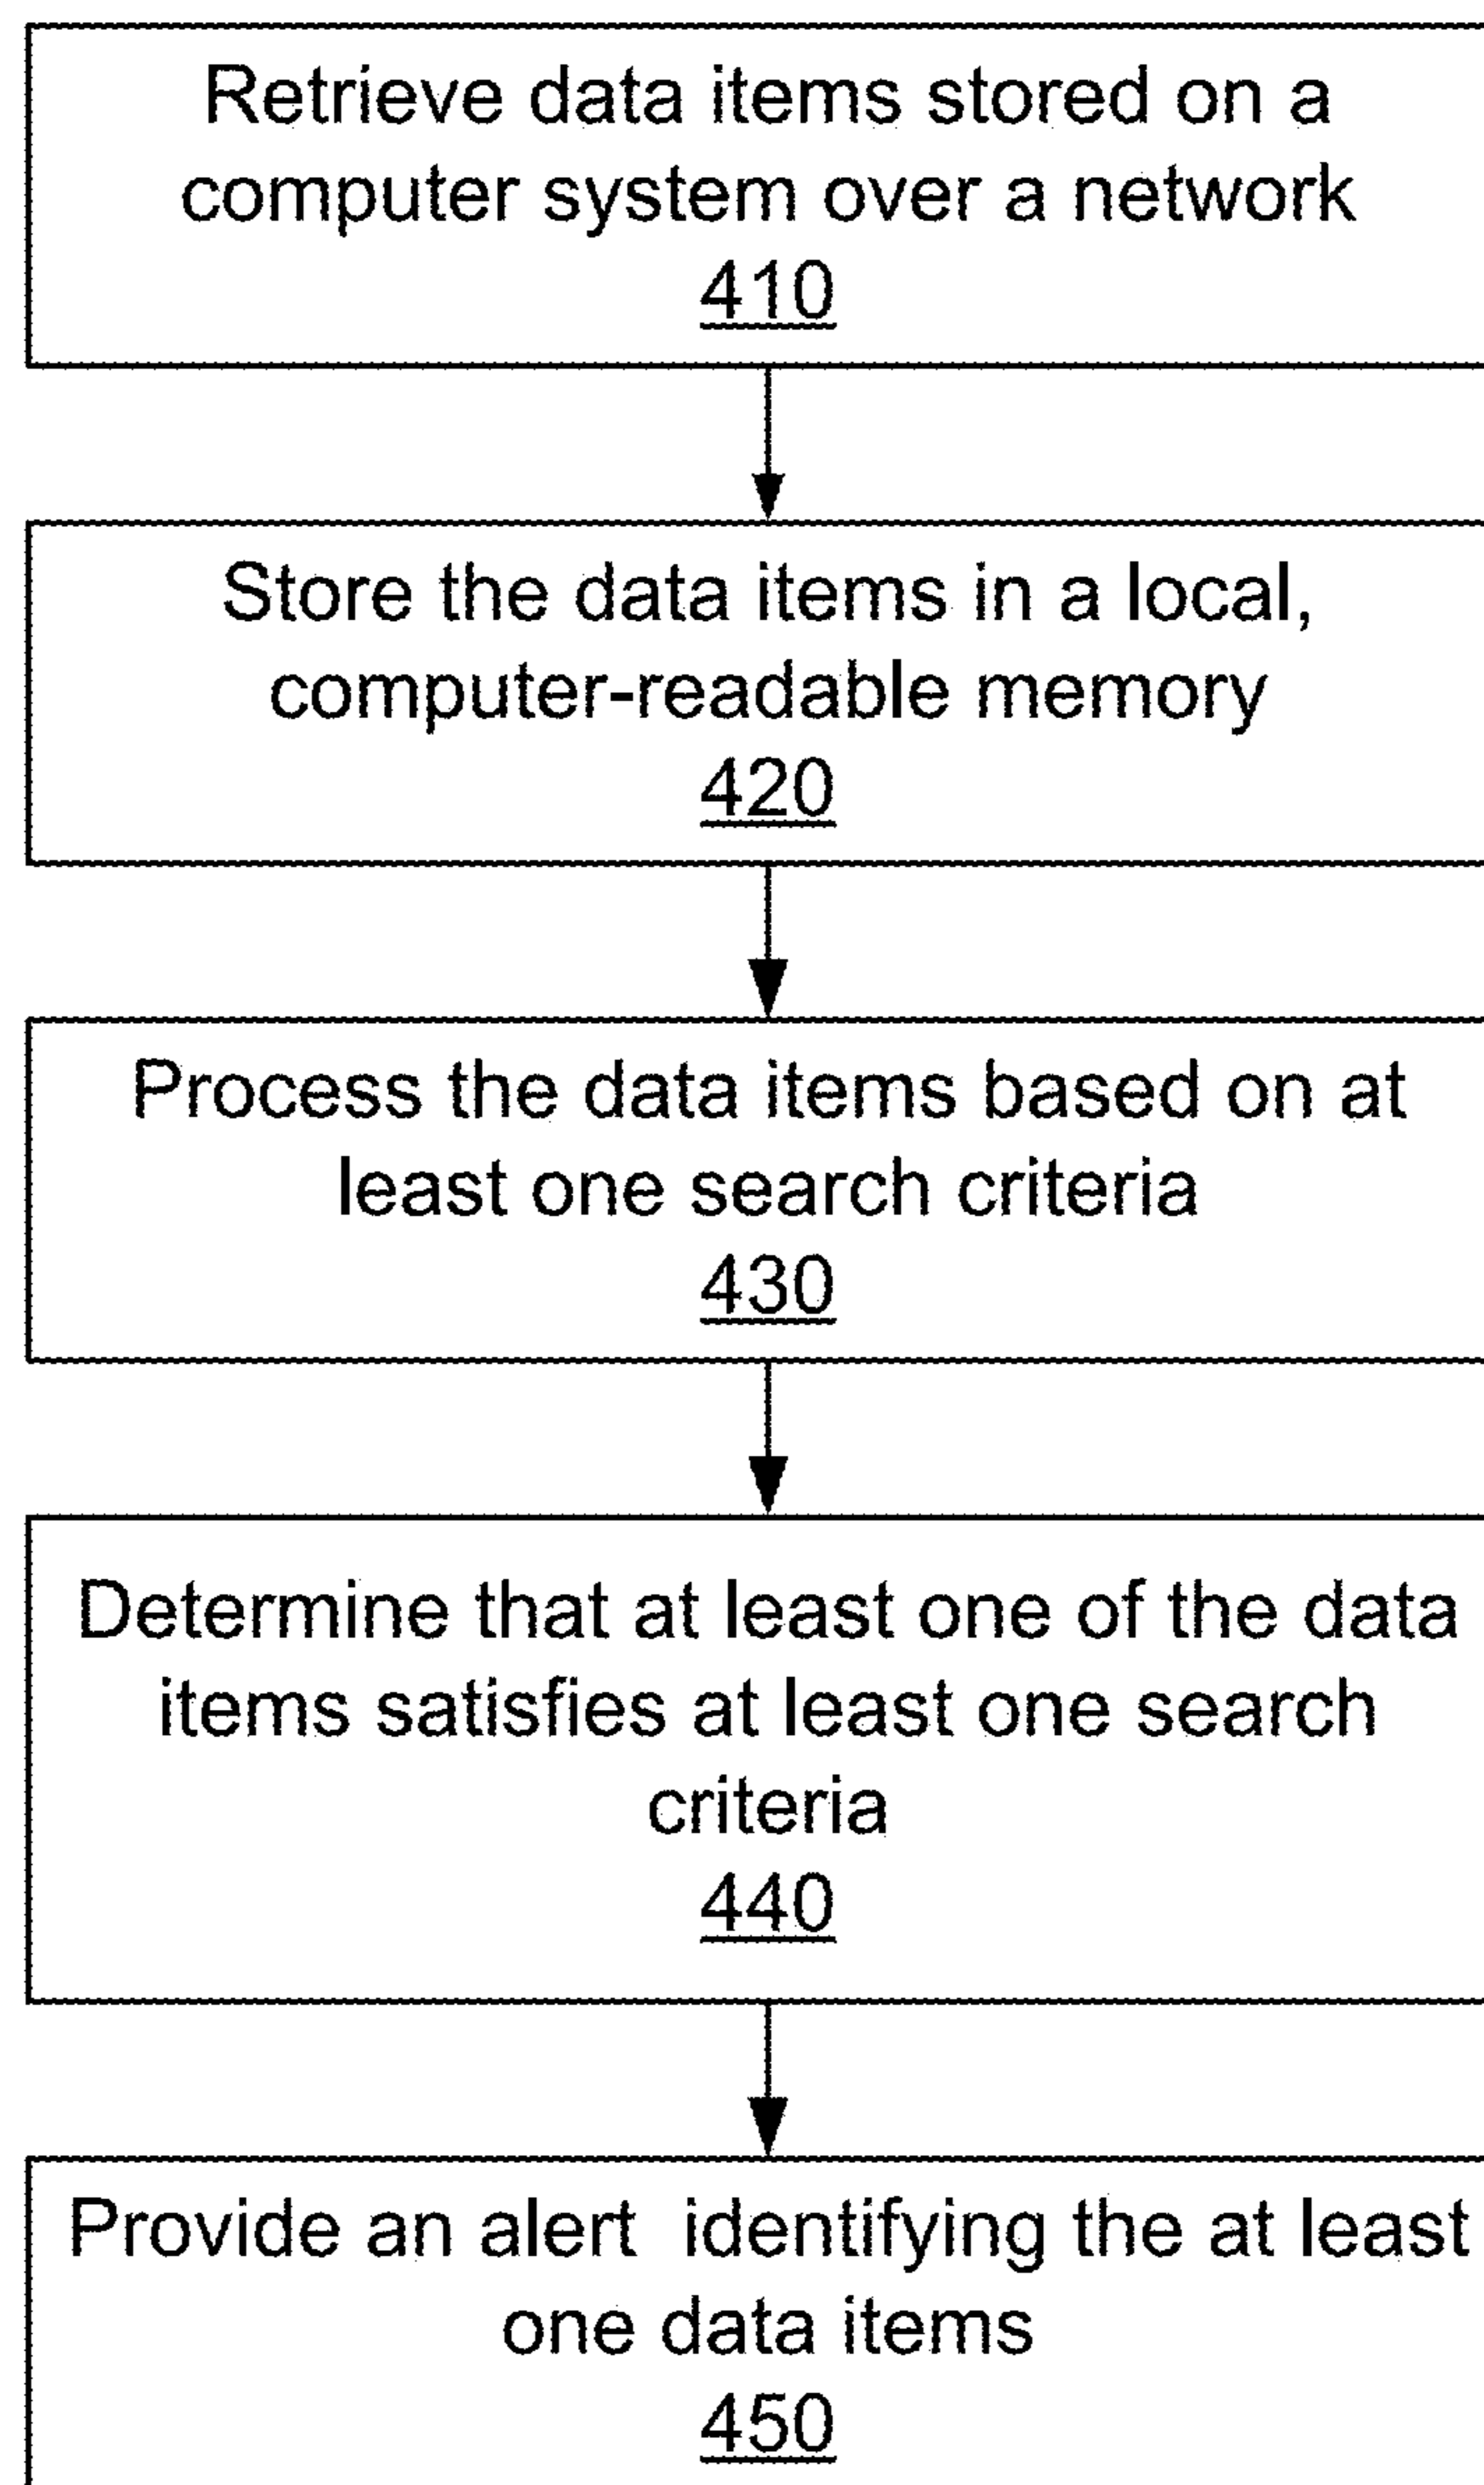 Retrieve data items stored on a
computer system over a network
410
Store the data items in a local,
computer-readable memory
420
Process the data items based on at
least one search criteria
430
Determine that at least one of the data
items satisfies at least one search
criteria
440
Provide an alert identifying the at least
one data items
450